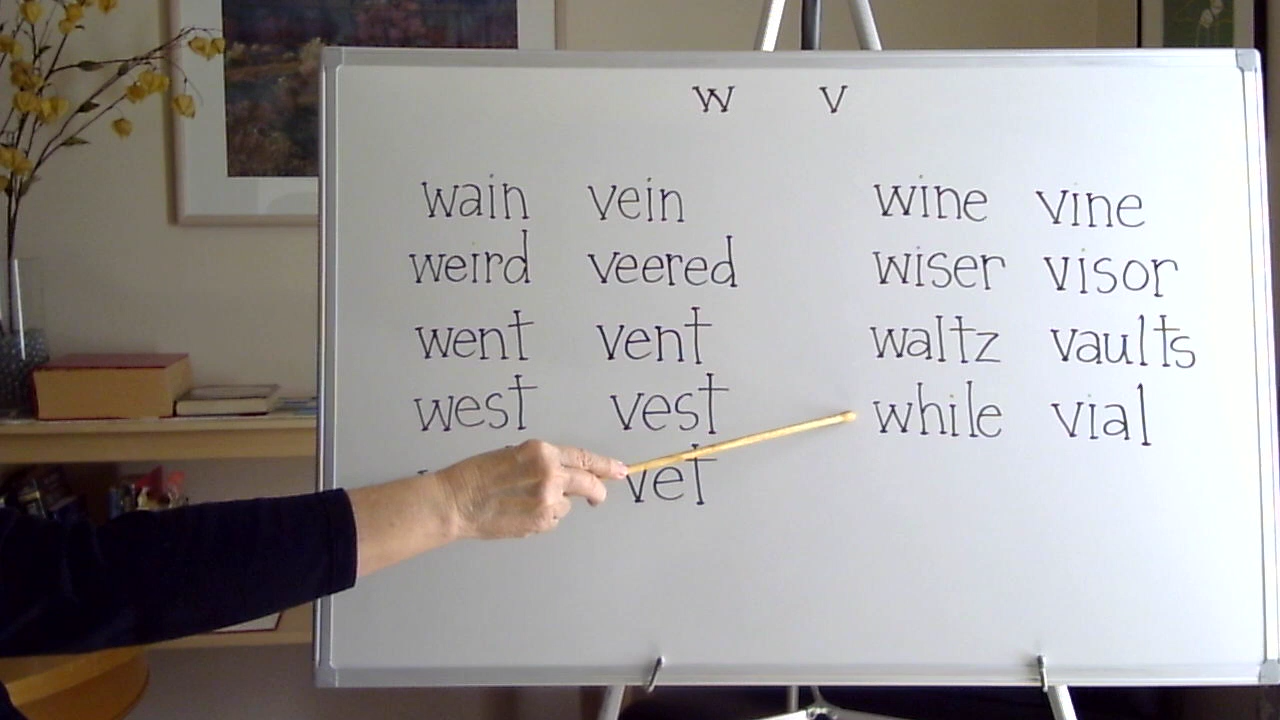 w v
wain vein wine vine
weird veered wiser visor
went vent waltz vaults
west vest while vial
vet